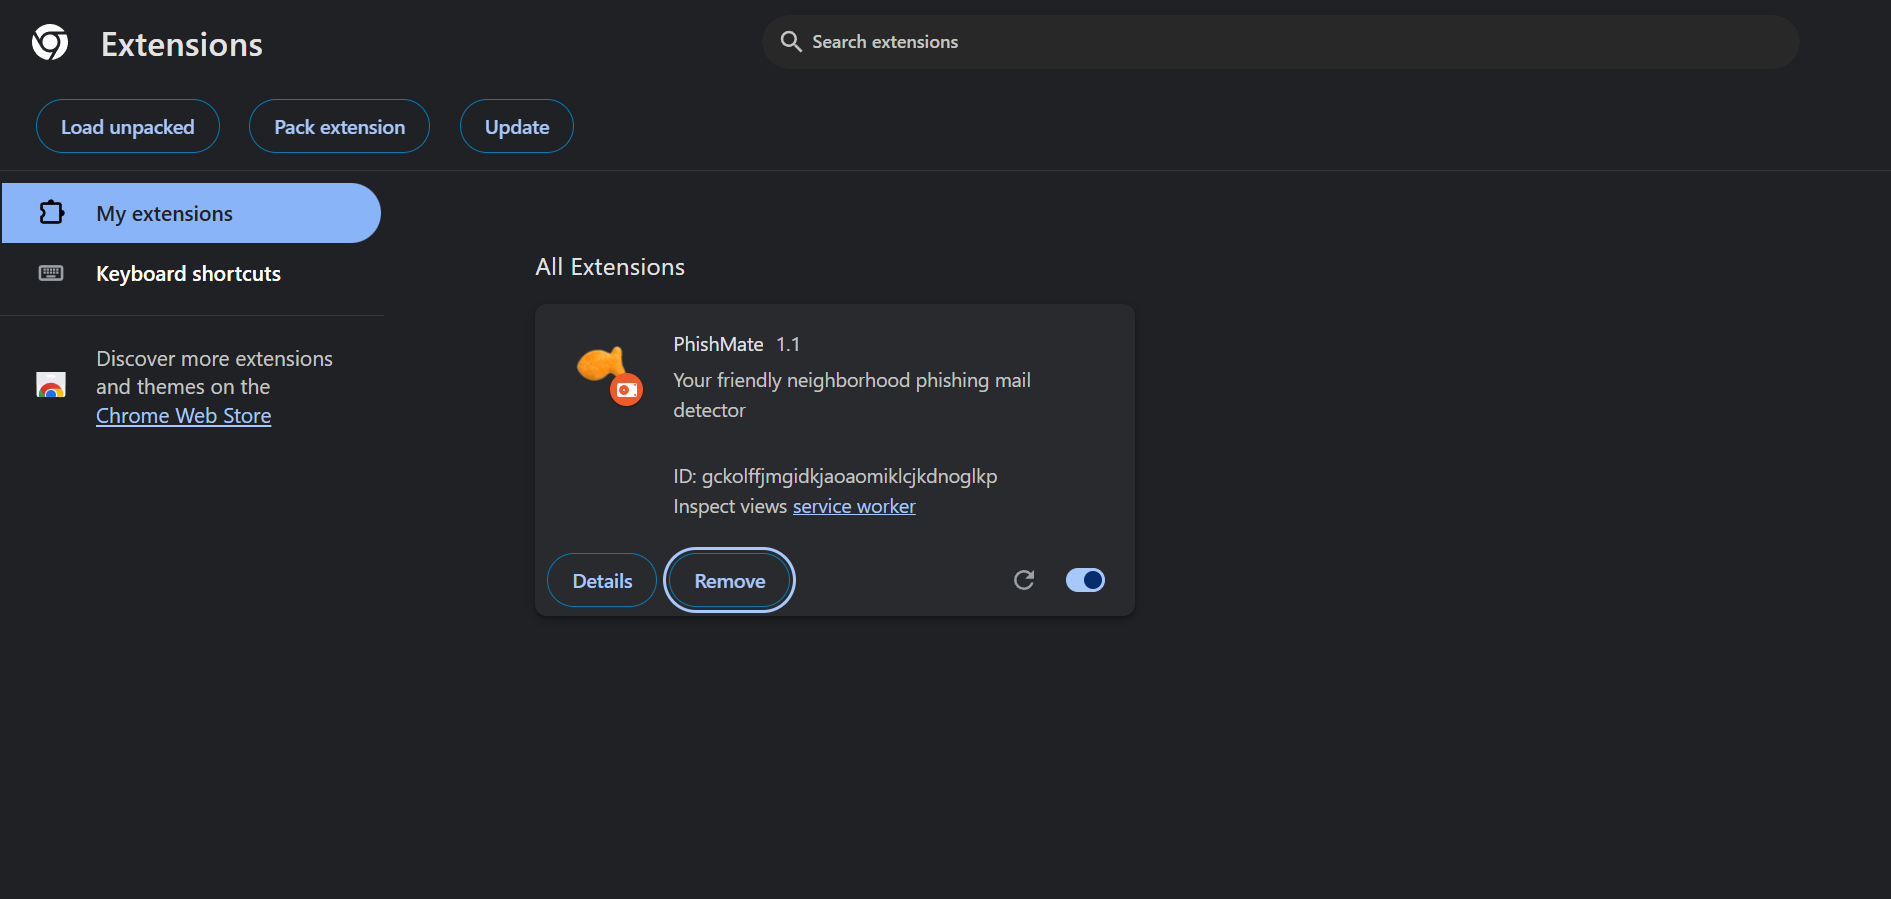 Extensions
Search extensions
Load unpacked
Pack extension
Update
My extensions
Keyboard shortcuts
Discover more extensions
and themes on the
Chrome Web Store
All Extensions
PhishMate 1.1
Your friendly neighborhood phishing mail
detector
ID: gckolffjmgidkjaoaomiklcjkdnoglkp
Inspect views service worker
Details
Remove